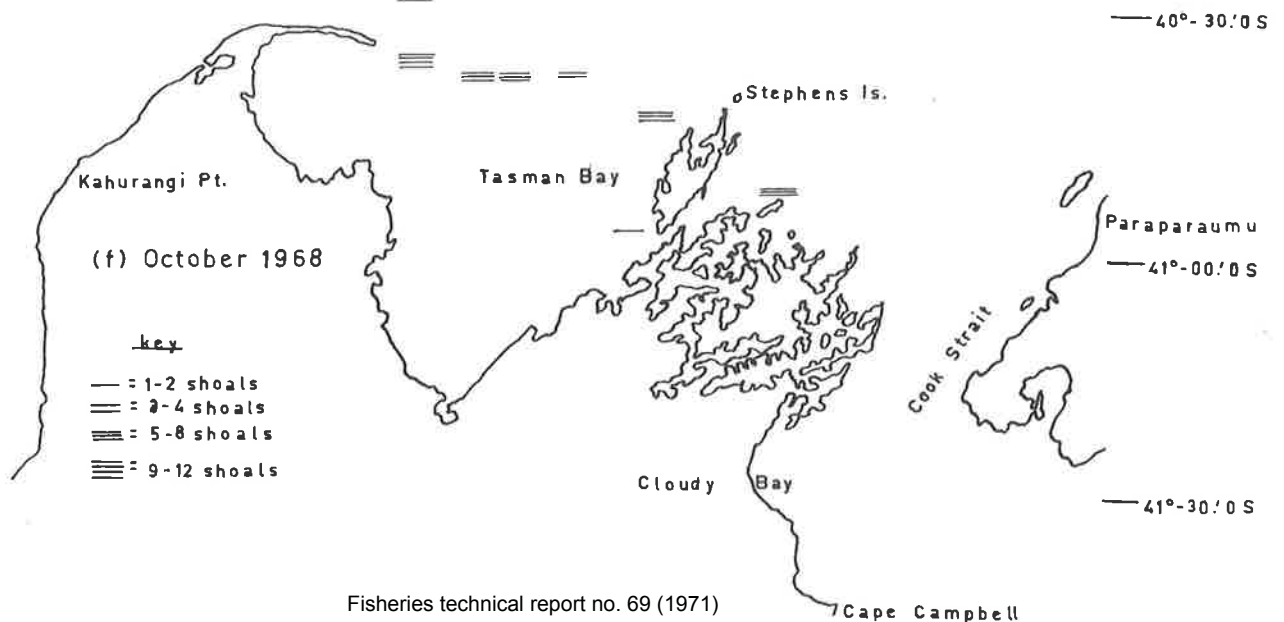 40°-30.'0 S
Stephens Is.
Kahurangi Pt.
Tasman Bay
Paraparaumu
(f) October 1968
41°-00.'0 S
Cook Strait
key
= 1-2 shoals
= 3-4 shoals
= 5-8 shoals
= 9-12 shoals
Cloudy Bay
41°-30.'0 S
Fisheries technical report no. 69 (1971)
Cape Campbell